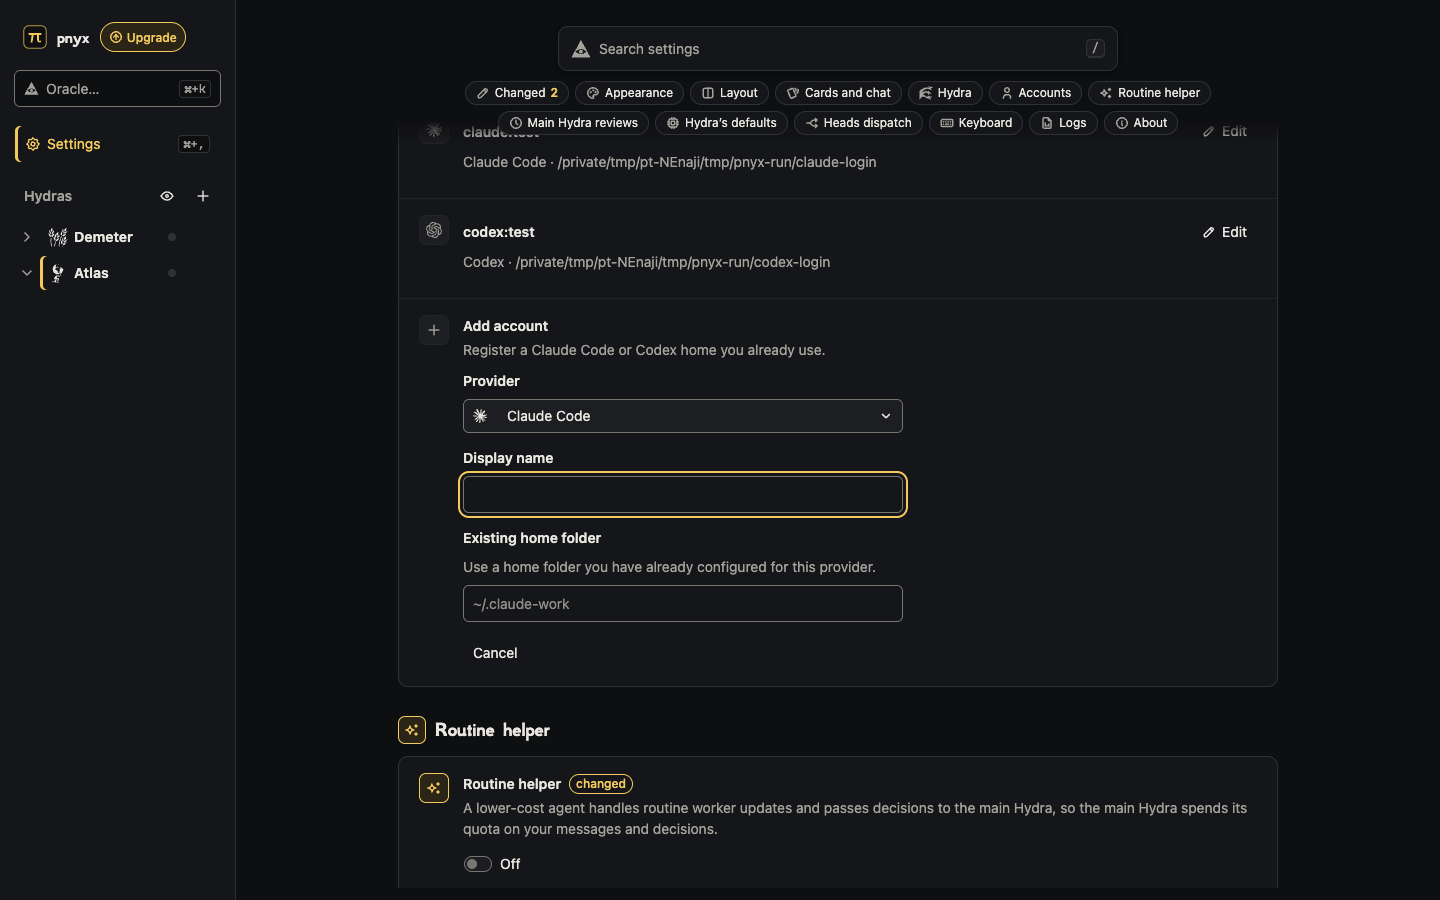 pnyx
Upgrade
Oracle...
⌘+k
Settings
⌘+,
Hydras
Demeter
Atlas
Search settings
/
Changed 2
Appearance
Layout
Cards and chat
Hydra
Accounts
Routine helper
Main Hydra reviews
Hydra's defaults
Heads dispatch
Keyboard
Logs
About
claude:test
Edit
Claude Code · /private/tmp/pt-NEnaji/tmp/pnyx-run/claude-login
codex:test
Edit
Codex · /private/tmp/pt-NEnaji/tmp/pnyx-run/codex-login
Add account
Register a Claude Code or Codex home you already use.
Provider
Claude Code
Display name
Existing home folder
Use a home folder you have already configured for this provider.
~/.claude-work
Cancel
Routine helper
Routine helper changed
A lower-cost agent handles routine worker updates and passes decisions to the main Hydra, so the main Hydra spends its
quota on your messages and decisions.
Off